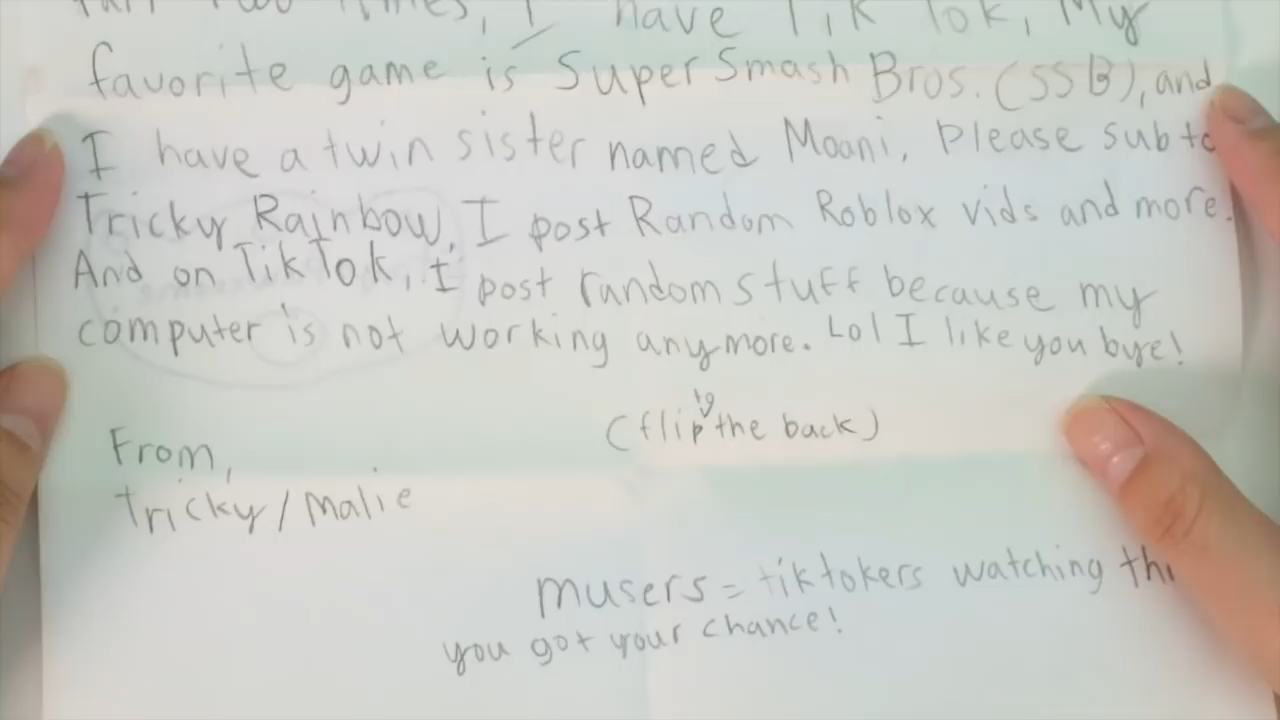 I have Tik Tok, My
favorite game is Super Smash Bros. (SSB), and
I have a twin sister named Moani, Please sub to
Tricky Rainbow, I post Random Roblox vids and more.
And on TikTok, I post random stuff because my
computer is not working anymore. Lol I like you bye!
to
(flip the back)
From,
Tricky/Malie
musers = tiktokers watching thi
you got your chance!